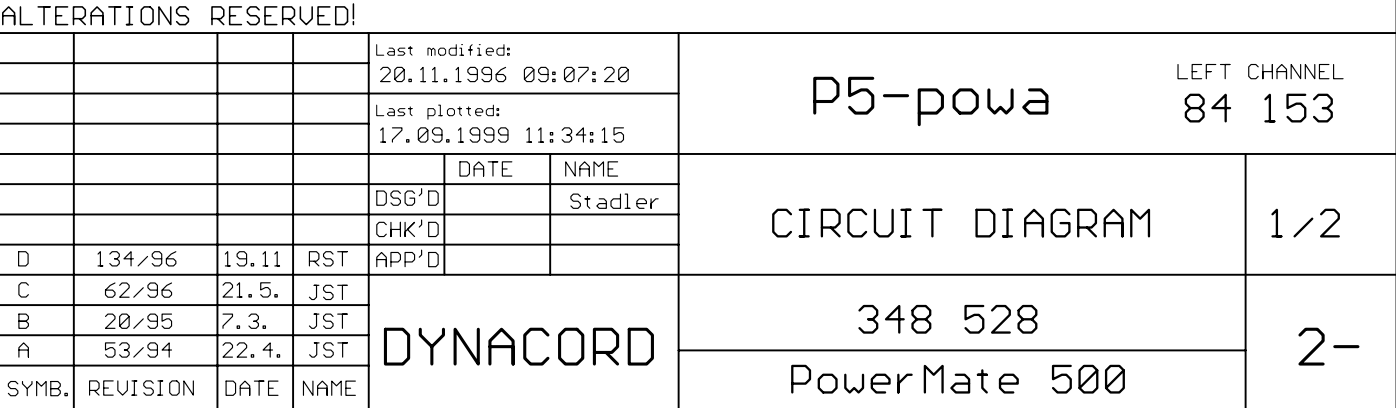 ALTERATIONS RESERVED!
Last modified:
20.11.1996 09:07:20
Last plotted:
17.09.1999 11:34:15
P5-powa
LEFT CHANNEL
84 153
DATE NAME
DSG'D Stadler
CHK'D
APP'D
CIRCUIT DIAGRAM 1/2
D 134/96 19.11 RST
C 62/96 21.5. JST
B 20/95 7.3. JST
A 53/94 22.4. JST
SYMB. REVISION DATE NAME
DYNACORD
348 528
PowerMate 500
2-